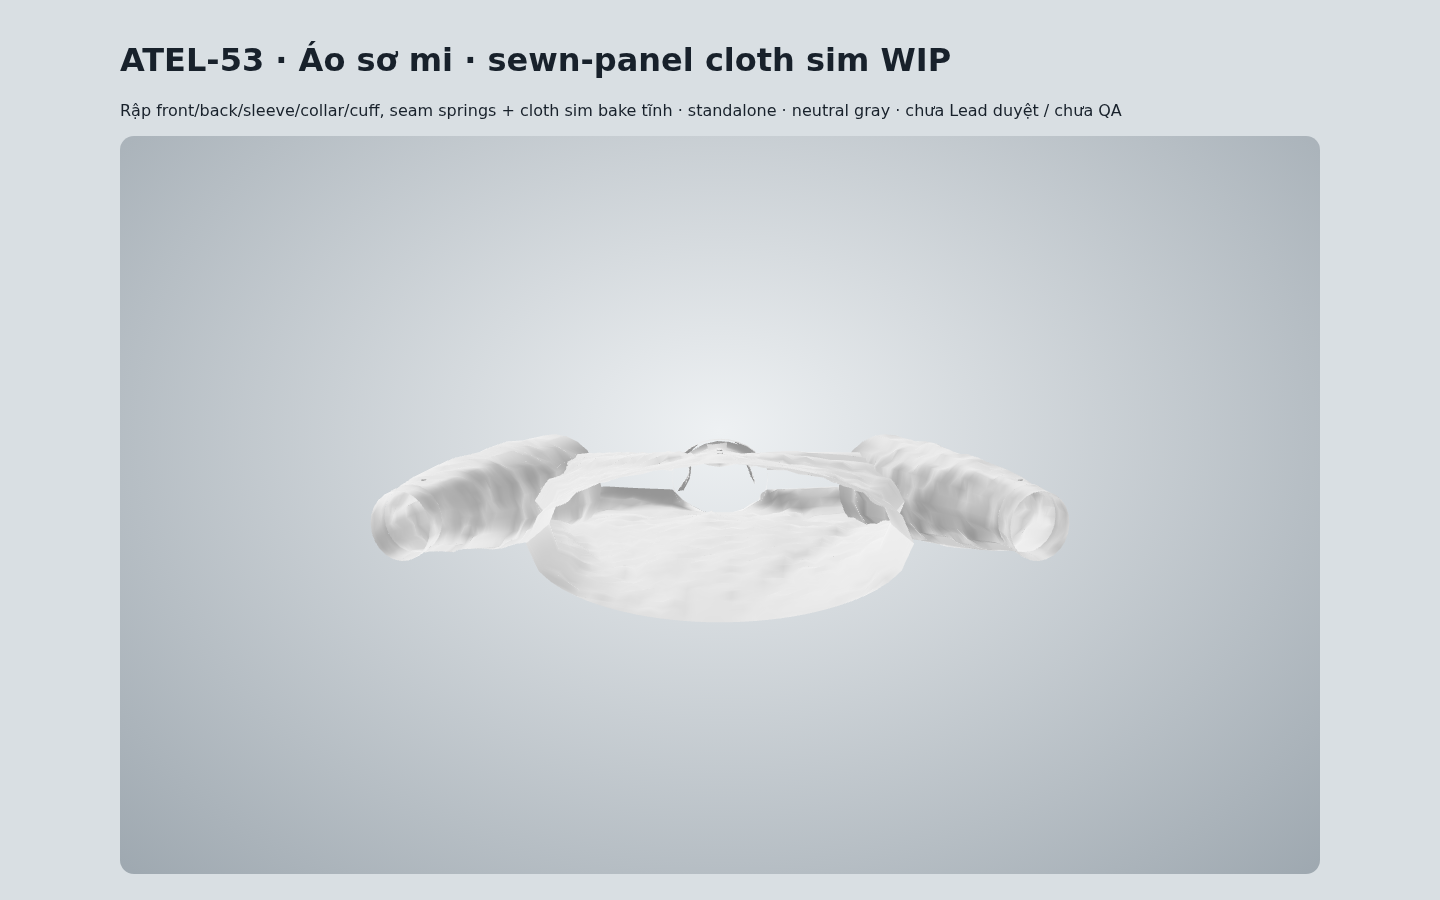 ATEL-53 · Áo sơ mi · sewn-panel cloth sim WIP
Rập front/back/sleeve/collar/cuff, seam springs + cloth sim bake tĩnh · standalone · neutral gray · chưa Lead duyệt / chưa QA